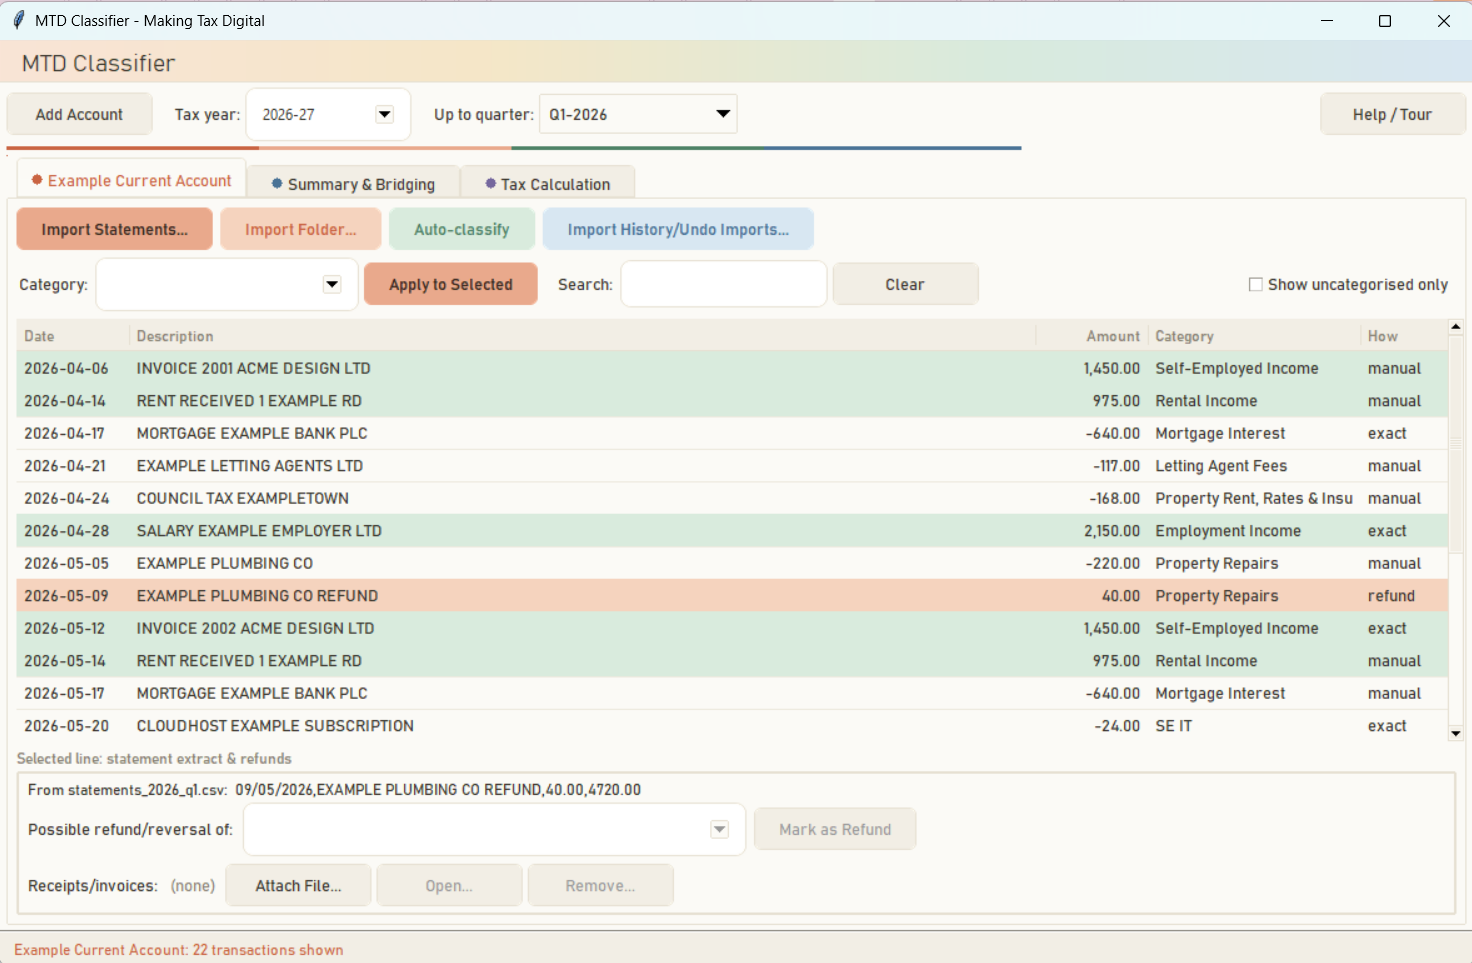 MTD Classifier - Making Tax Digital
MTD Classifier
Add Account Tax year: 2026-27 Up to quarter: Q1-2026 Help / Tour
Example Current Account Summary & Bridging Tax Calculation
Import Statements... Import Folder... Auto-classify Import History/Undo Imports...
Category: Apply to Selected Search: Clear Show uncategorised only
Date Description Amount Category How
2026-04-06 INVOICE 2001 ACME DESIGN LTD 1,450.00 Self-Employed Income manual
2026-04-14 RENT RECEIVED 1 EXAMPLE RD 975.00 Rental Income manual
2026-04-17 MORTGAGE EXAMPLE BANK PLC -640.00 Mortgage Interest exact
2026-04-21 EXAMPLE LETTING AGENTS LTD -117.00 Letting Agent Fees manual
2026-04-24 COUNCIL TAX EXAMPLETOWN -168.00 Property Rent, Rates & Insu manual
2026-04-28 SALARY EXAMPLE EMPLOYER LTD 2,150.00 Employment Income exact
2026-05-05 EXAMPLE PLUMBING CO -220.00 Property Repairs manual
2026-05-09 EXAMPLE PLUMBING CO REFUND 40.00 Property Repairs refund
2026-05-12 INVOICE 2002 ACME DESIGN LTD 1,450.00 Self-Employed Income exact
2026-05-14 RENT RECEIVED 1 EXAMPLE RD 975.00 Rental Income manual
2026-05-17 MORTGAGE EXAMPLE BANK PLC -640.00 Mortgage Interest manual
2026-05-20 CLOUDHOST EXAMPLE SUBSCRIPTION -24.00 SE IT exact
Selected line: statement extract & refunds
From statements_2026_q1.csv: 09/05/2026,EXAMPLE PLUMBING CO REFUND,40.00,4720.00
Possible refund/reversal of: Mark as Refund
Receipts/invoices: (none) Attach File... Open... Remove...
Example Current Account: 22 transactions shown